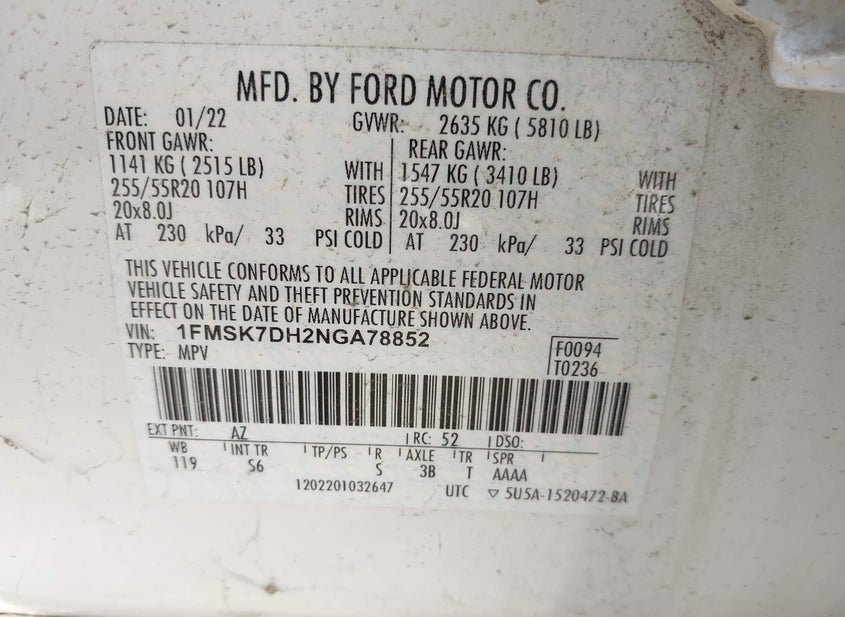 MFD. BY FORD MOTOR CO.
DATE: 01/22 GVWR: 2635 KG ( 5810 LB)
FRONT GAWR: REAR GAWR:
1141 KG ( 2515 LB) WITH 1547 KG ( 3410 LB) WITH
255/55R20 107H TIRES 255/55R20 107H TIRES
20x8.0J RIMS 20x8.0J RIMS
AT 230 kPa/ 33 PSI COLD AT 230 kPa/ 33 PSI COLD
THIS VEHICLE CONFORMS TO ALL APPLICABLE FEDERAL MOTOR
VEHICLE SAFETY AND THEFT PREVENTION STANDARDS IN
EFFECT ON THE DATE OF MANUFACTURE SHOWN ABOVE.
VIN: 1FMSK7DH2NGA78852
TYPE: MPV
F0094
T0236
EXT PNT: AZ RC: 52 DSO:
WB INT TR TP/PS R AXLE TR SPR
119 S6 S 3B T AAAA
1202201032647 UTC ▽ 5U5A-1520472-BA